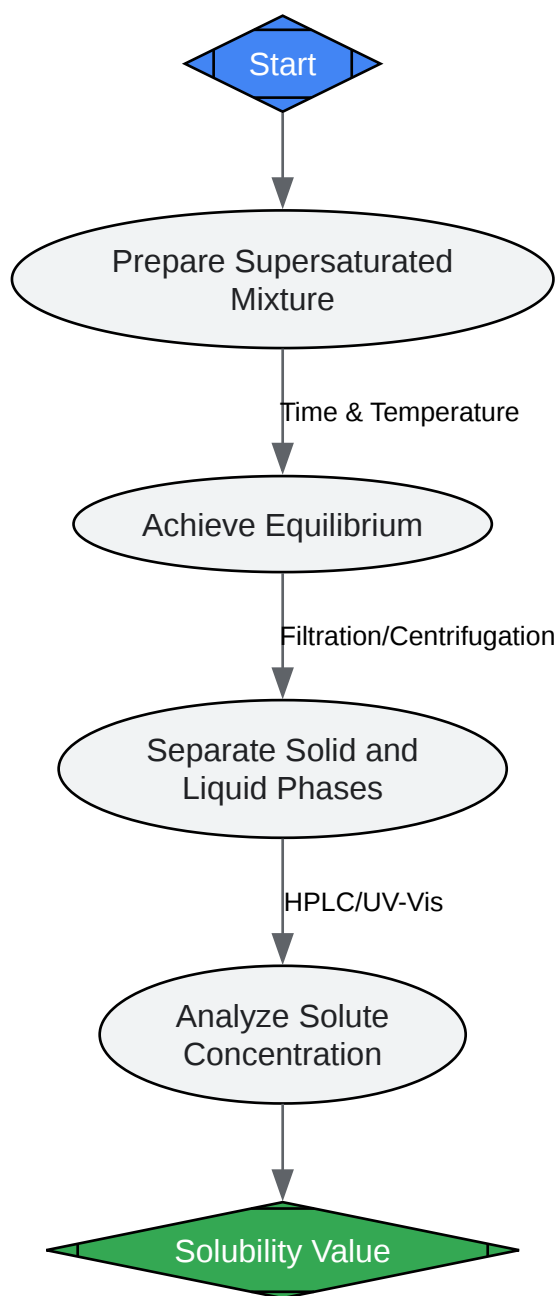 Start
Prepare Supersaturated
Mixture
Time & Temperature
Achieve Equilibrium
Filtration/Centrifugation
Separate Solid and
Liquid Phases
HPLC/UV-Vis
Analyze Solute
Concentration
Solubility Value